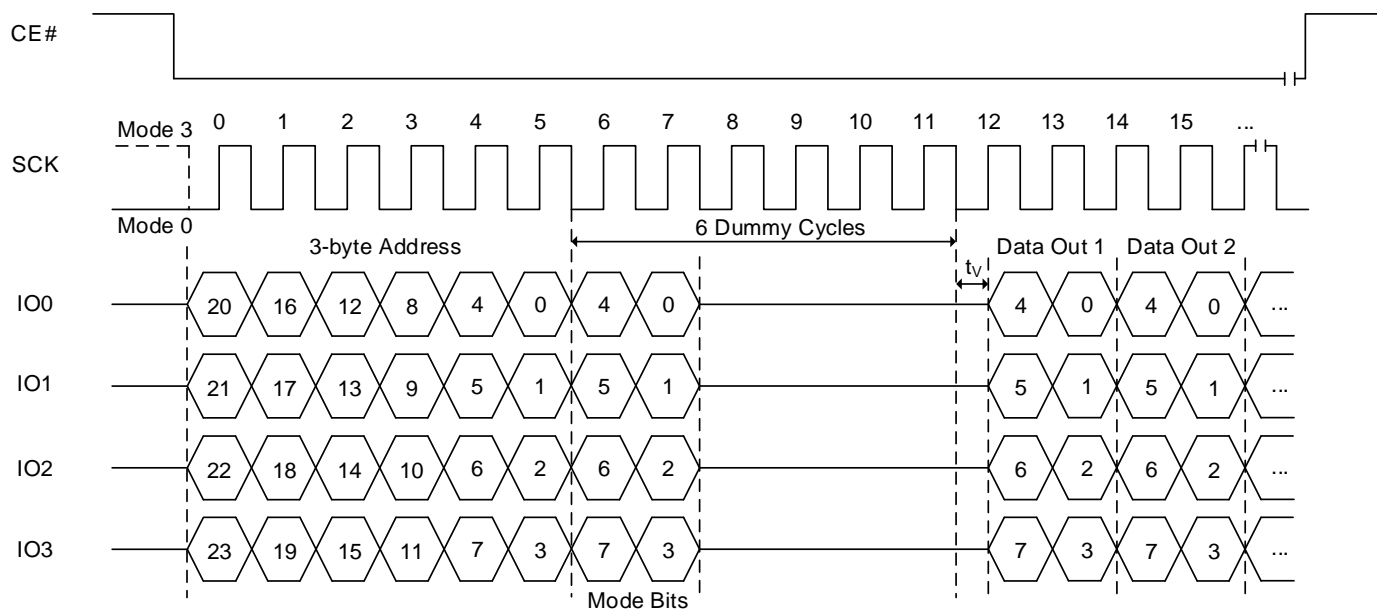 CE#
0 1 2 3 4 5 6 7 8 9 10 11 12 13 14 15 ...
Mode 3
SCK
Mode 0
6 Dummy Cycles
3-byte Address
Data Out 1 Data Out 2
tV
IO0 20 16 12 8 4 0 4 0 4 0 4 0 ...
IO1 21 17 13 9 5 1 5 1 5 1 5 1 ...
IO2 22 18 14 10 6 2 6 2 6 2 6 2 ...
IO3 23 19 15 11 7 3 7 3 7 3 7 3 ...
Mode Bits